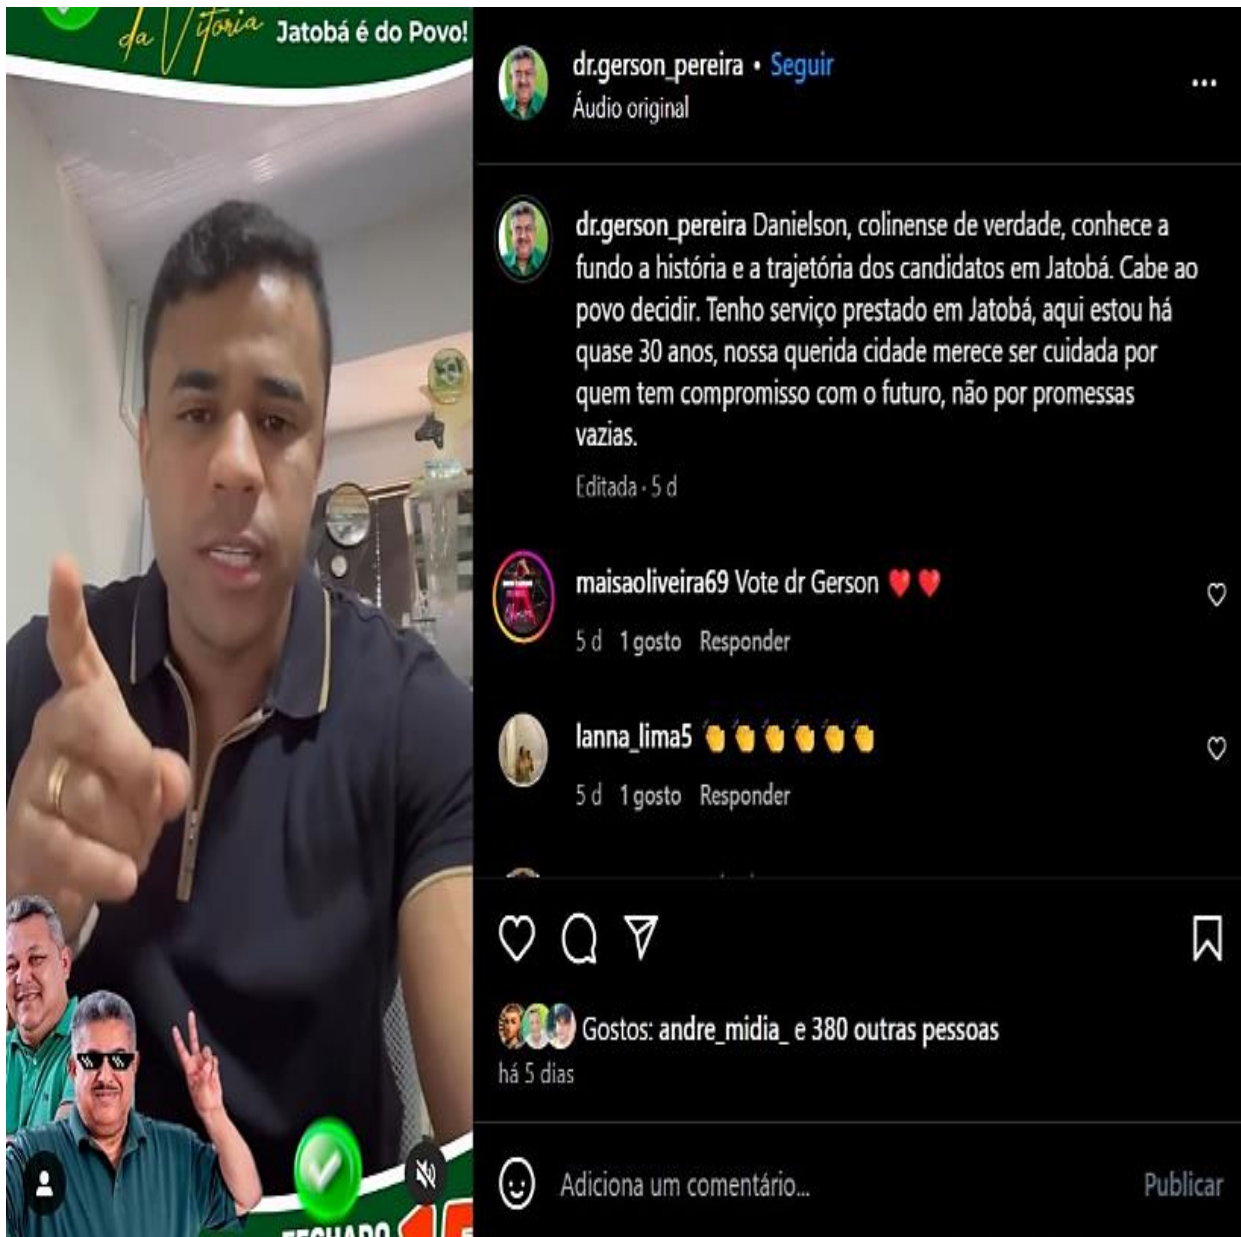 da Vitoria Jatobá é do Povo!
FECHADO 15
dr.gerson_pereira • Seguir
Áudio original
dr.gerson_pereira Danielson, colinense de verdade, conhece a
fundo a história e a trajetória dos candidatos em Jatobá. Cabe ao
povo decidir. Tenho serviço prestado em Jatobá, aqui estou há
quase 30 anos, nossa querida cidade merece ser cuidada por
quem tem compromisso com o futuro, não por promessas
vazias.
Editada · 5 d
maisaoliveira69 Vote dr Gerson ❤️ ❤️
5 d 1 gosto Responder
lanna_lima5 👏👏👏👏👏👏
5 d 1 gosto Responder
Gostos: andre_midia_ e 380 outras pessoas
há 5 dias
Adiciona um comentário... Publicar